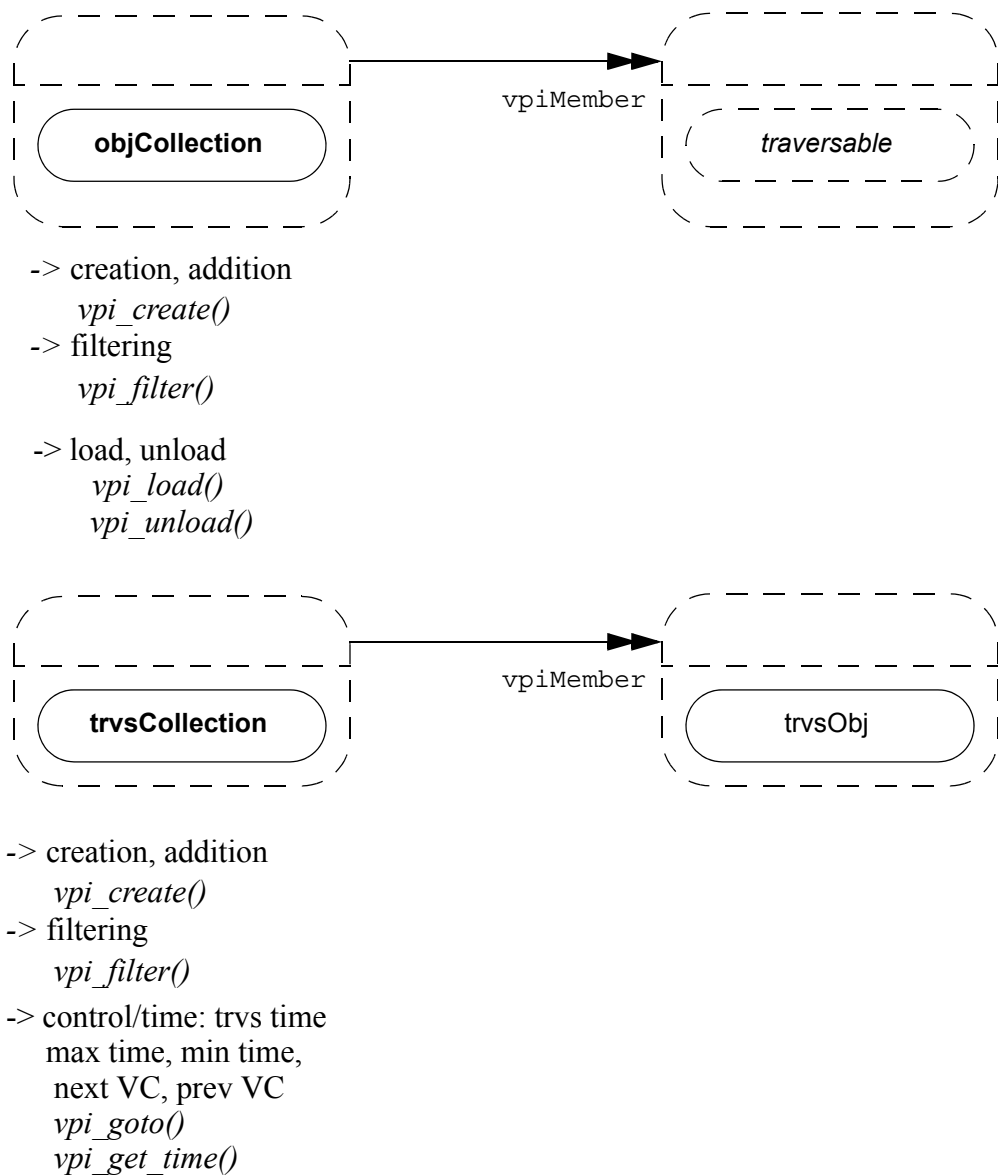 vpiMember
objCollection
traversable
-> creation, addition
vpi_create()
-> filtering
vpi_filter()
-> load, unload
vpi_load()
vpi_unload()
vpiMember
trvsCollection
trvsObj
-> creation, addition
vpi_create()
-> filtering
vpi_filter()
-> control/time: trvs time
max time, min time,
next VC, prev VC
vpi_goto()
vpi_get_time()